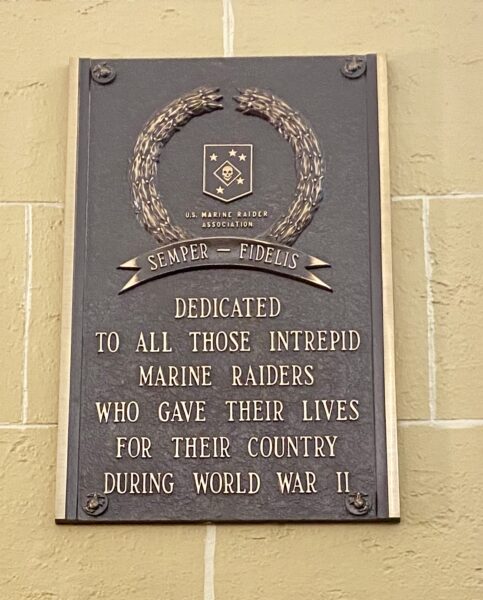 U.S. MARINE RAIDER
ASSOCIATION
SEMPER — FIDELIS
DEDICATED
TO ALL THOSE INTREPID
MARINE RAIDERS
WHO GAVE THEIR LIVES
FOR THEIR COUNTRY
DURING WORLD WAR II